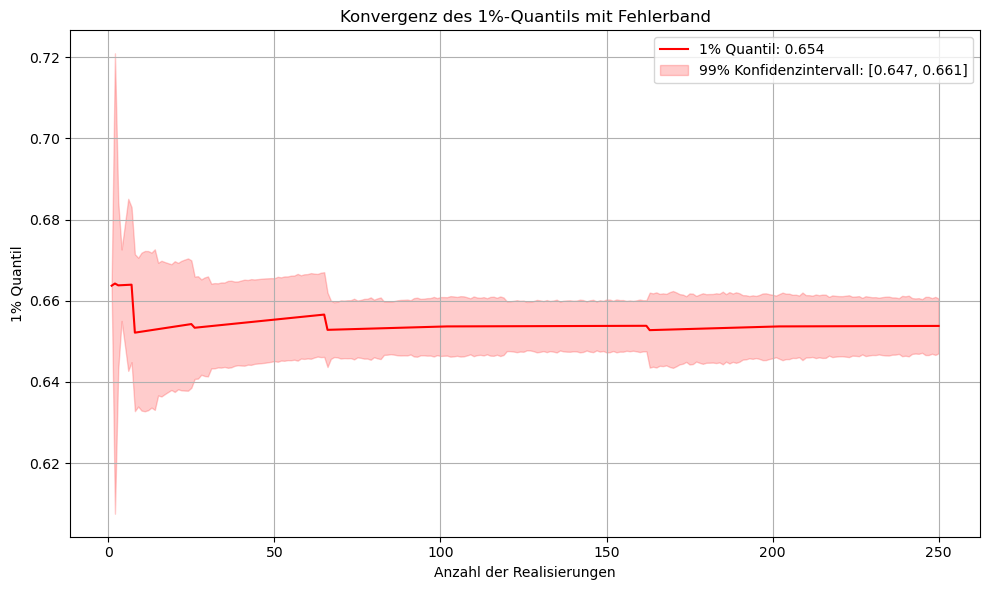 Konvergenz des 1%-Quantils mit Fehlerband
1% Quantil: 0.654
99% Konfidenzintervall: [0.647, 0.661]
0.72
0.70
0.68
0.66
0.64
0.62
1% Quantil
0
50
100
150
200
250
Anzahl der Realisierungen